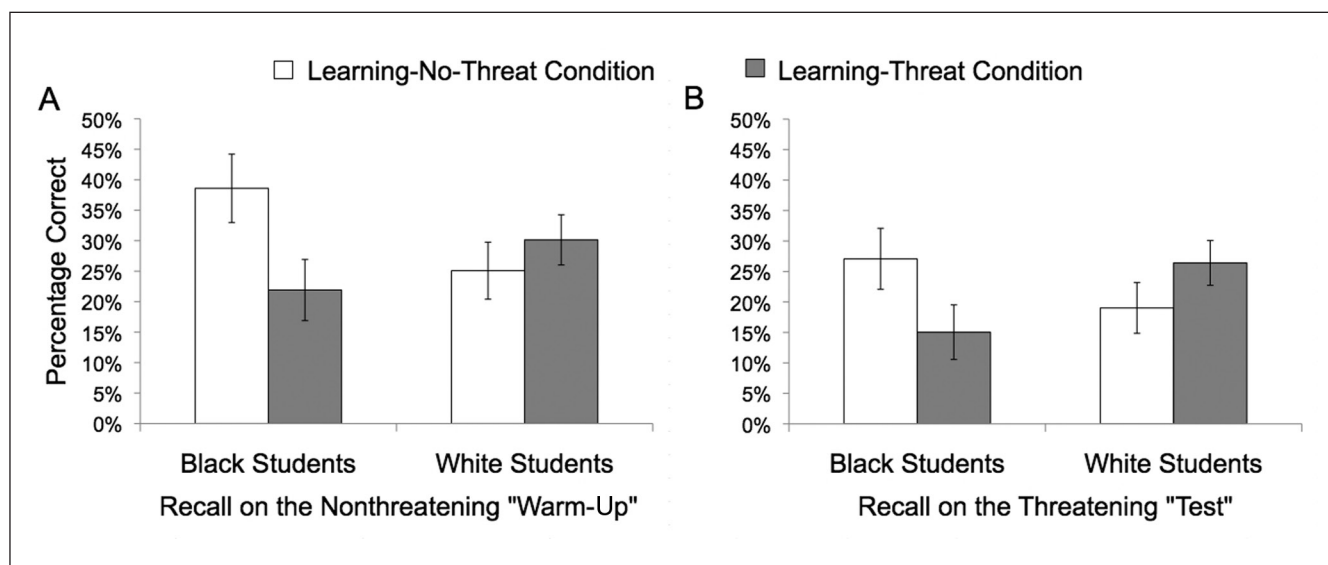 Learning-No-Threat Condition
Learning-Threat Condition
A
Percentage Correct
50%
45%
40%
35%
30%
25%
20%
15%
10%
5%
0%
Black Students
White Students
Recall on the Nonthreatening "Warm-Up"
B
50%
45%
40%
35%
30%
25%
20%
15%
10%
5%
0%
Black Students
White Students
Recall on the Threatening "Test"